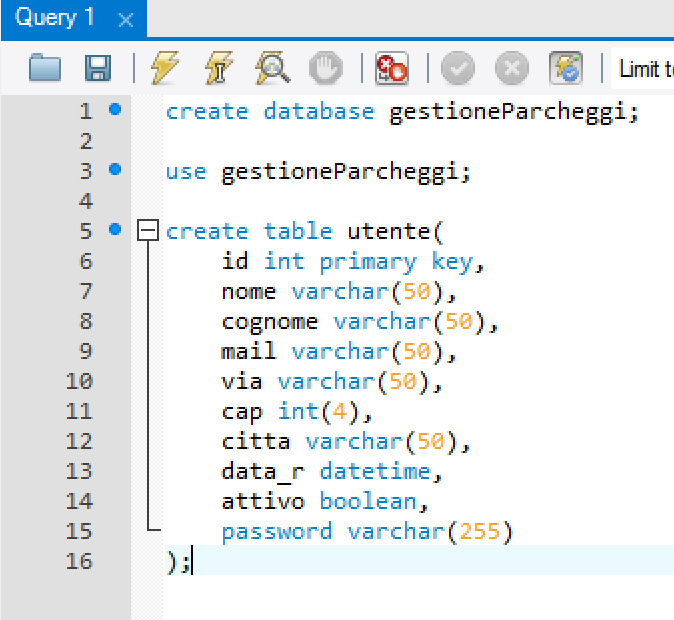 Query 1
Limit t
1 create database gestioneParcheggi;
2
3 use gestioneParcheggi;
4
5 create table utente(
6 id int primary key,
7 nome varchar(50),
8 cognome varchar(50),
9 mail varchar(50),
10 via varchar(50),
11 cap int(4),
12 citta varchar(50),
13 data_r datetime,
14 attivo boolean,
15 password varchar(255)
16 );